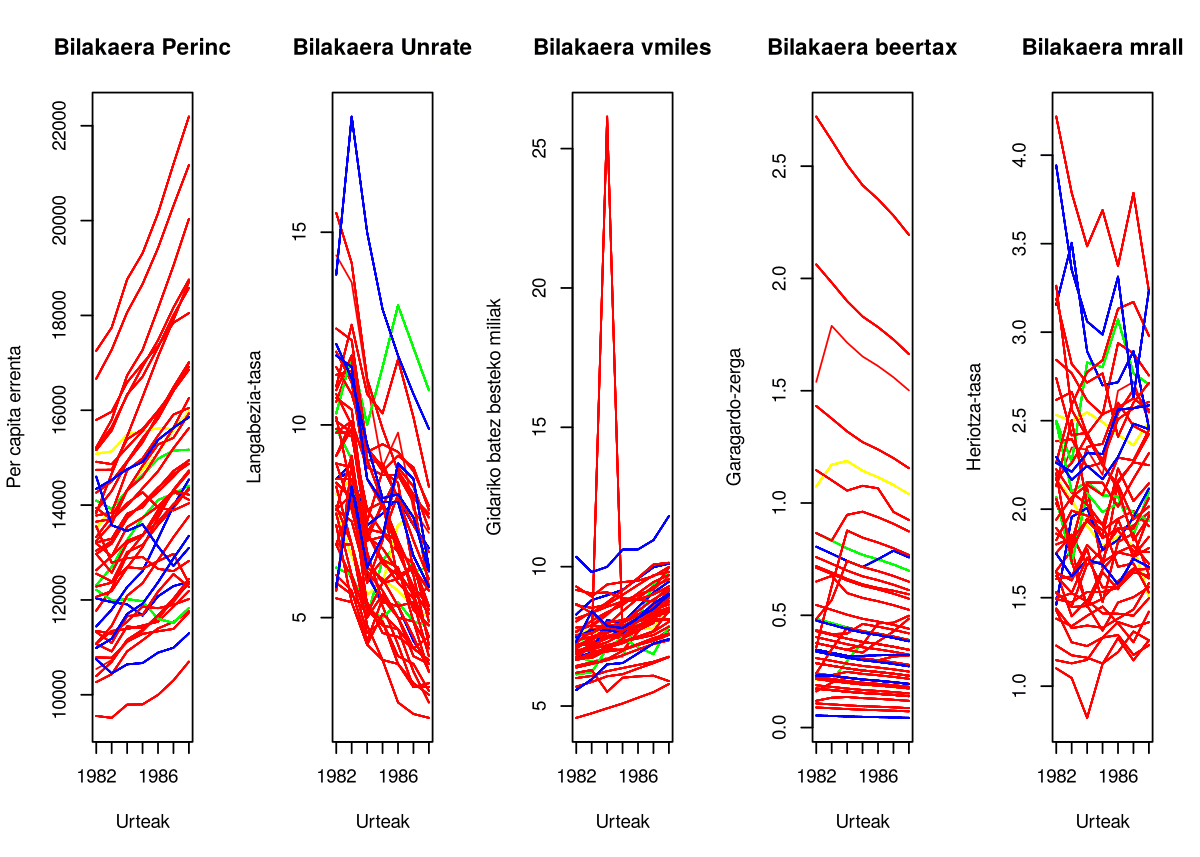 Bilakaera Perinc
Per capita errenta
22000
20000
18000
16000
14000
12000
10000
1982 1986
Urteak
Bilakaera Unrate
Langabezia-tasa
15
10
5
1982 1986
Urteak
Bilakaera vmiles
Gidariko batez besteko miliak
25
20
15
10
5
1982 1986
Urteak
Bilakaera beertax
Garagardo-zerga
2.5
2.0
1.5
1.0
0.5
0.0
1982 1986
Urteak
Bilakaera mrall
Heriotza-tasa
4.0
3.5
3.0
2.5
2.0
1.5
1.0
1982 1986
Urteak